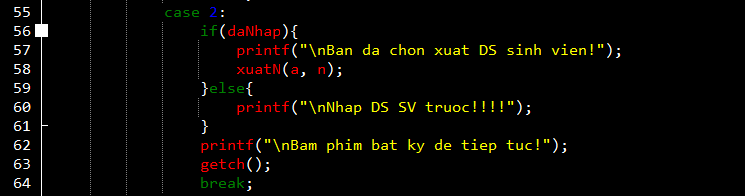 55 case 2:
56 if(daNhap){
57 printf("\nBan da chon xuat DS sinh vien!");
58 xuatN(a, n);
59 }else{
60 printf("\nNhap DS SV truoc!!!!");
61 }
62 printf("\nBam phim bat ky de tiep tuc!");
63 getch();
64 break;